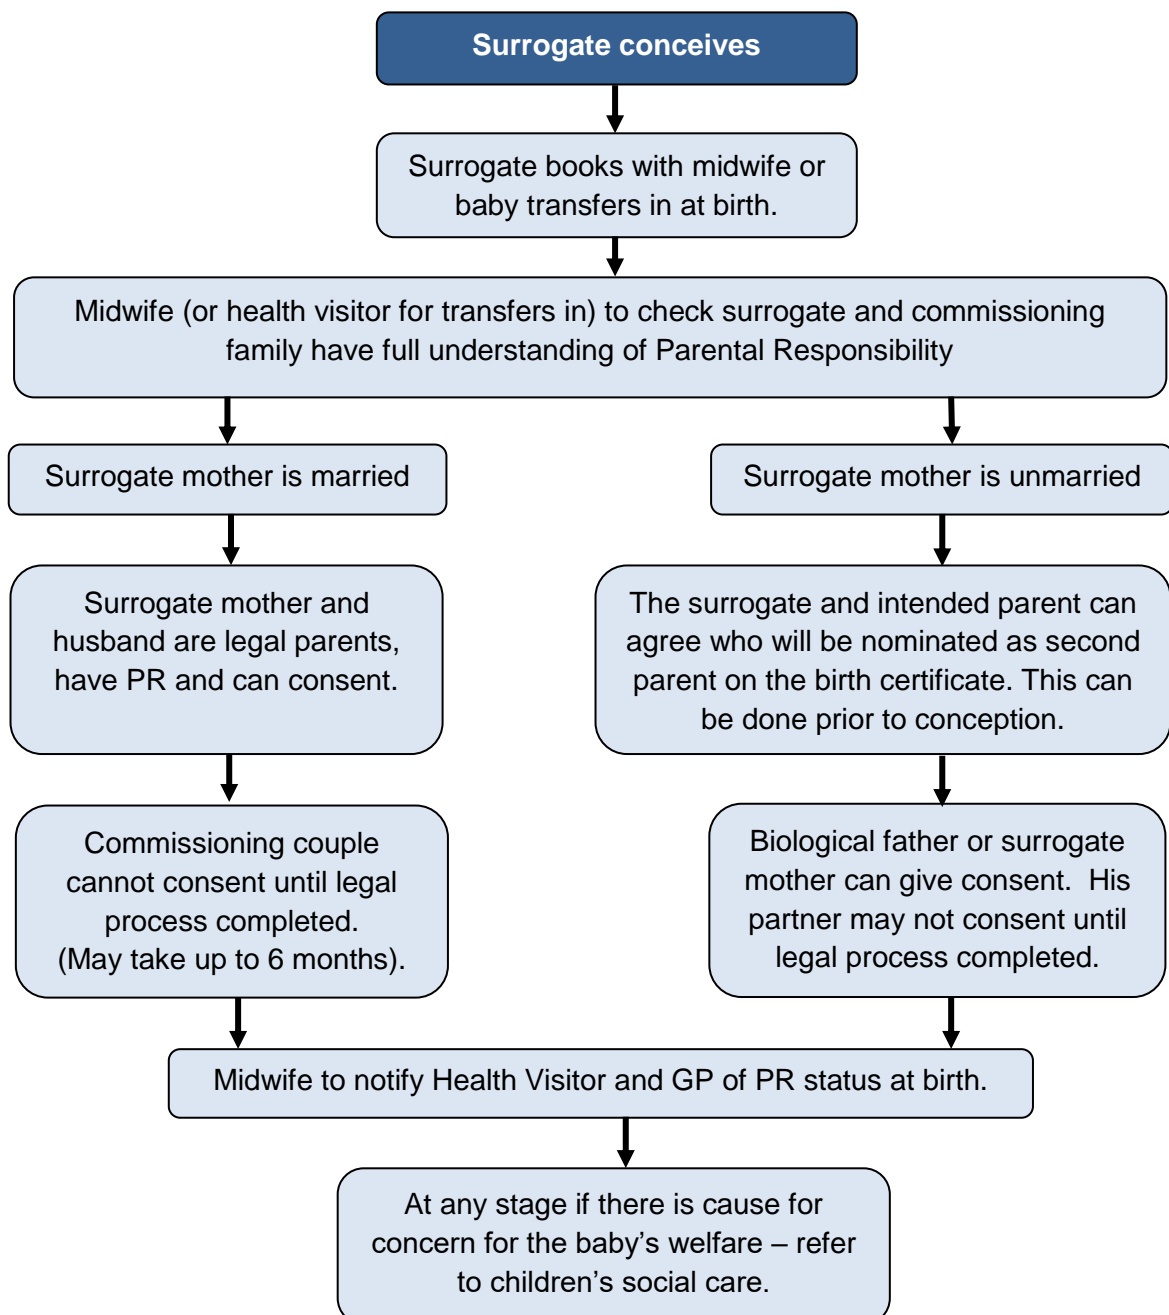 Surrogate conceives
Surrogate books with midwife or
baby transfers in at birth.
Midwife (or health visitor for transfers in) to check surrogate and commissioning
family have full understanding of Parental Responsibility
Surrogate mother is married
Surrogate mother is unmarried
Surrogate mother and
husband are legal parents,
have PR and can consent.
The surrogate and intended parent can
agree who will be nominated as second
parent on the birth certificate. This can
be done prior to conception.
Commissioning couple
cannot consent until legal
process completed.
(May take up to 6 months).
Biological father or surrogate
mother can give consent.  His
partner may not consent until
legal process completed.
Midwife to notify Health Visitor and GP of PR status at birth.
At any stage if there is cause for
concern for the baby’s welfare – refer
to children’s social care.